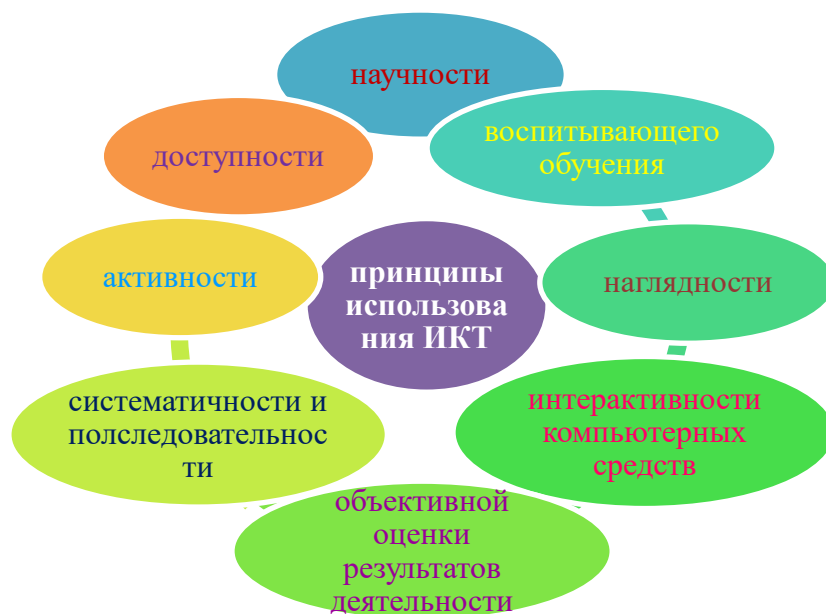 научности
воспитывающего
обучения
доступности
активности
принципы
использова
ния ИКТ
наглядности
систематичности и
полследовательнос
ти
интерактивности
компьютерных
средств
объективной
оценки
результатов
деятельности